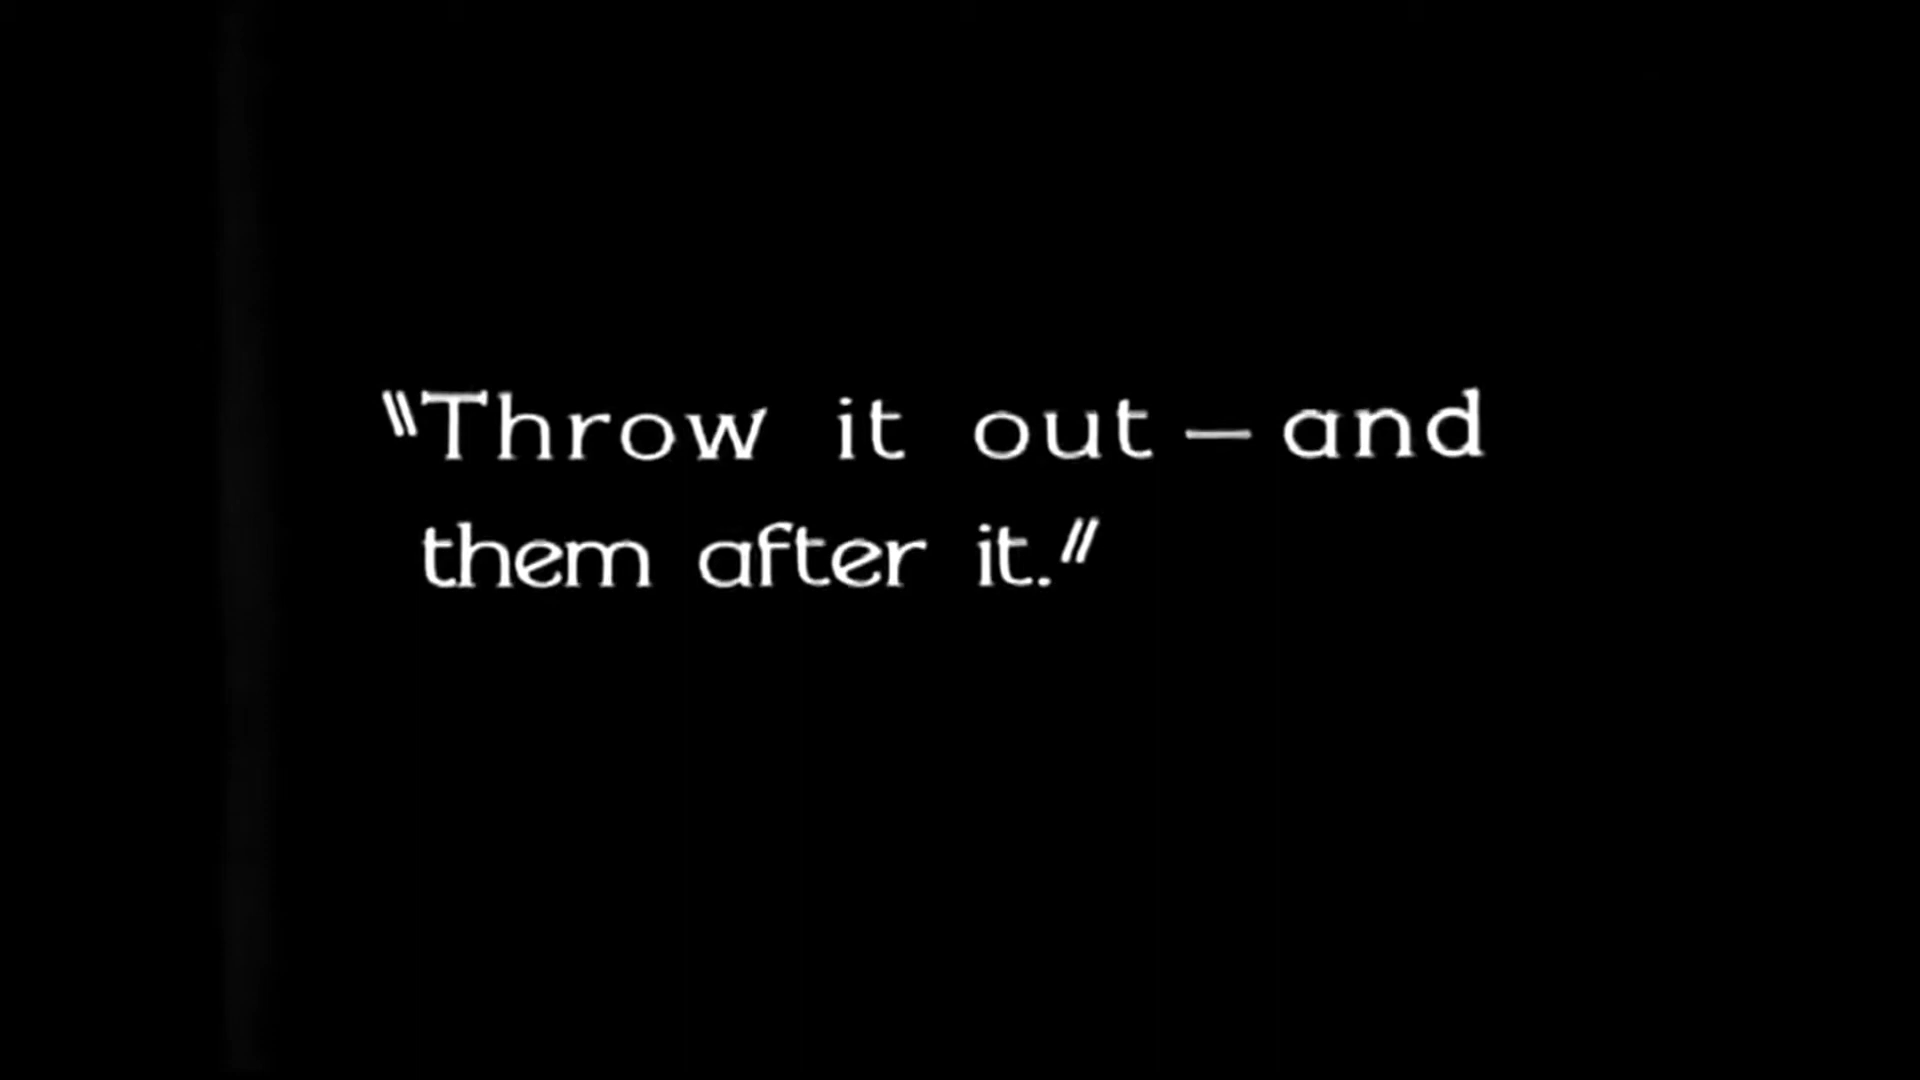 "Throw it out — and
them after it."